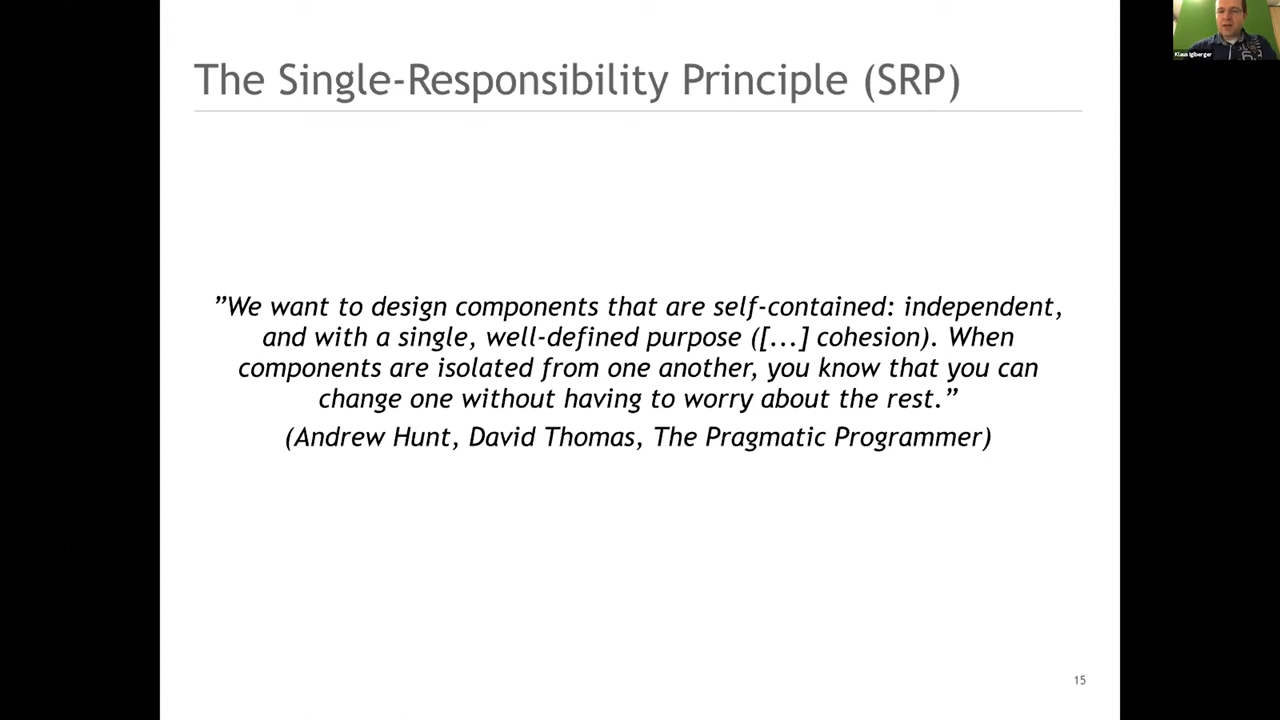 Klaus Iglberger
The Single-Responsibility Principle (SRP)
”We want to design components that are self-contained: independent,
and with a single, well-defined purpose ([...] cohesion). When
components are isolated from one another, you know that you can
change one without having to worry about the rest.”
(Andrew Hunt, David Thomas, The Pragmatic Programmer)
15